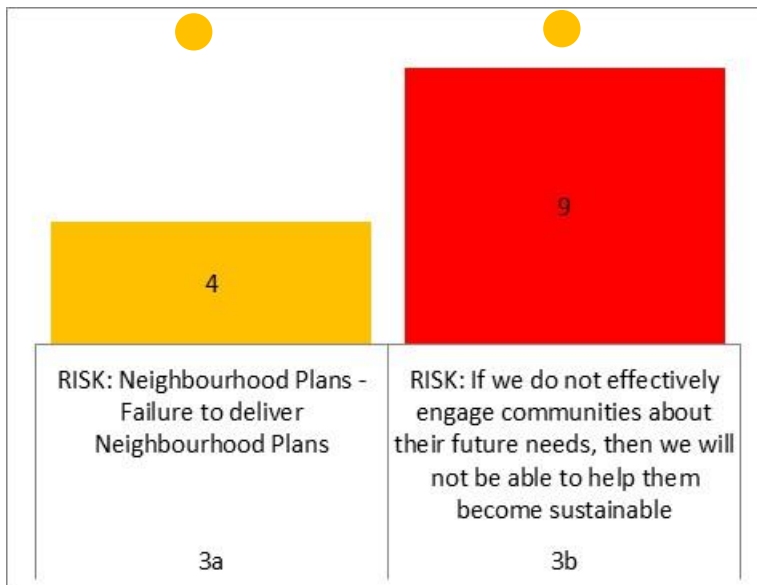 4
9
RISK: Neighbourhood Plans -
Failure to deliver
Neighbourhood Plans
3a
RISK: If we do not effectively
engage communities about
their future needs, then we will
not be able to help them
become sustainable
3b